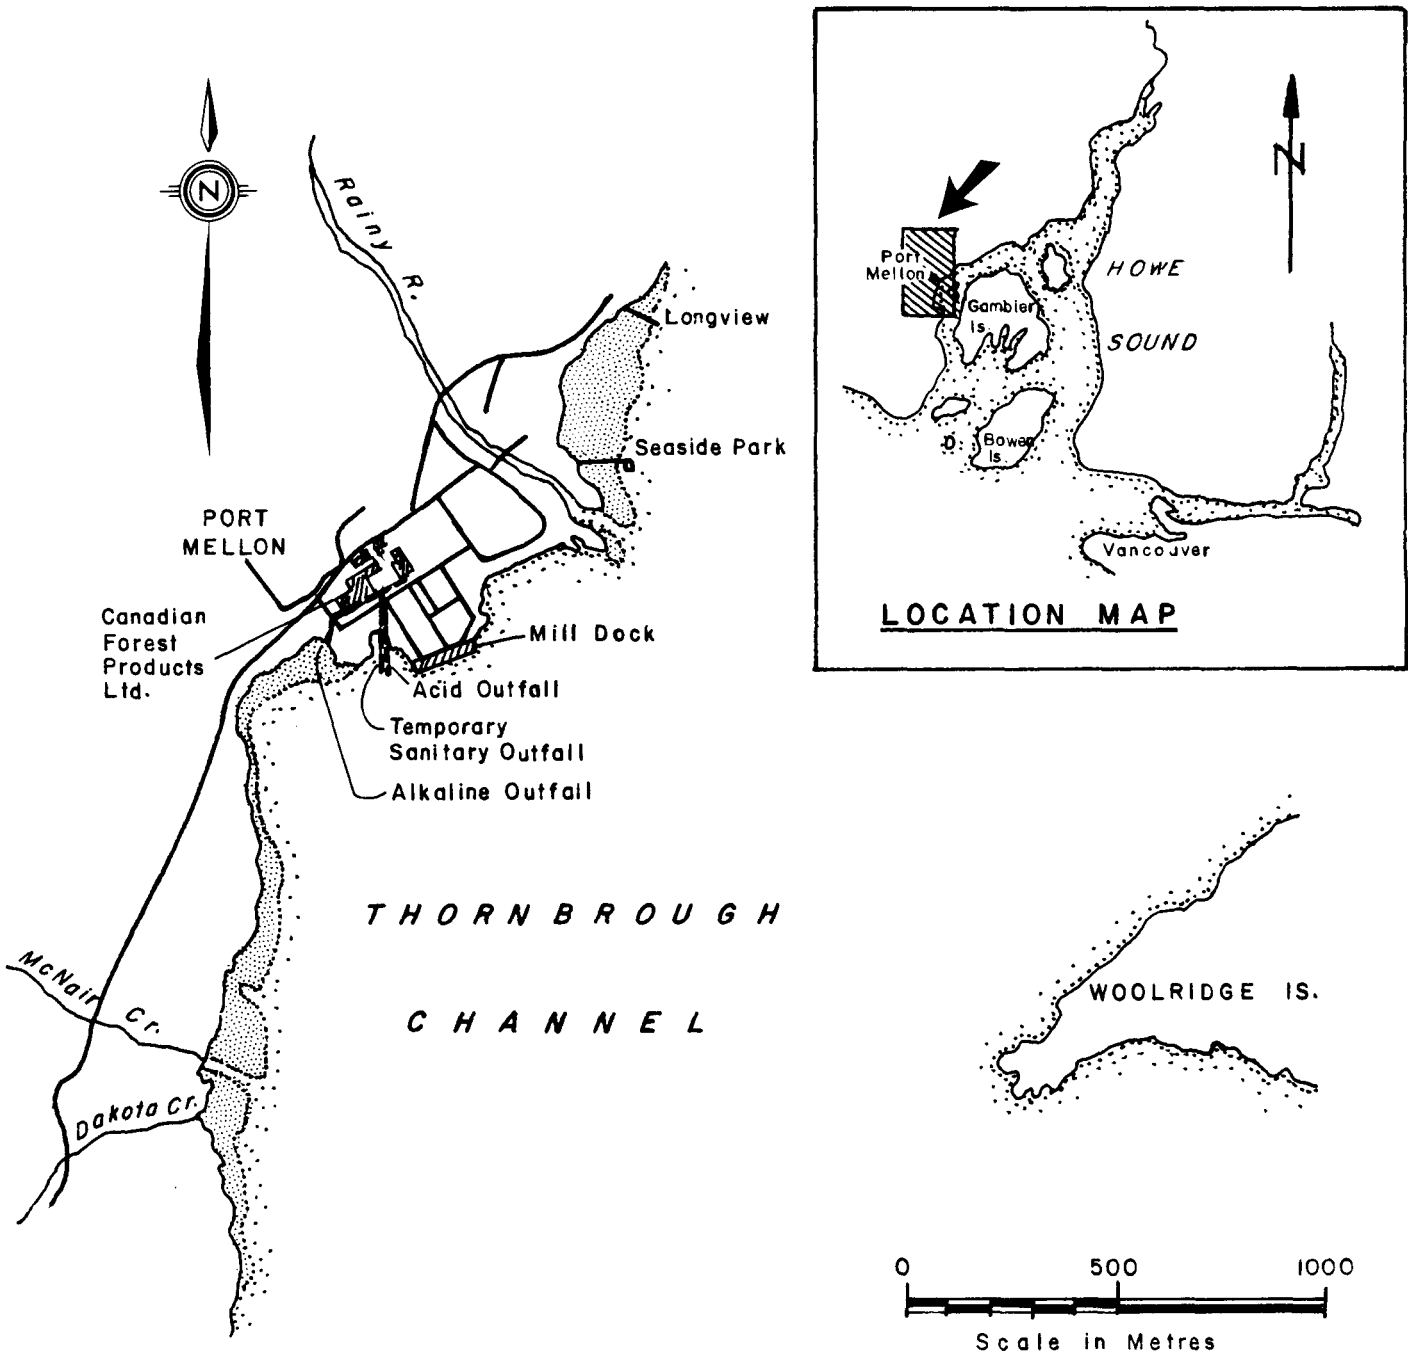 N
Rainy R.
Longview
Seaside Park
PORT
MELLON
Canadian
Forest
Products
Ltd.
Mill Dock
Acid Outfall
Temporary
Sanitary Outfall
Alkaline Outfall
THORNBROUGH
CHANNEL
McNair Cr.
Dakota Cr.
WOOLRIDGE IS.
0 500 1000
Scale in Metres
N
Port
Mellon
HOWE
SOUND
Gambier
Is.
Bowen
Is.
Vancouver
LOCATION MAP